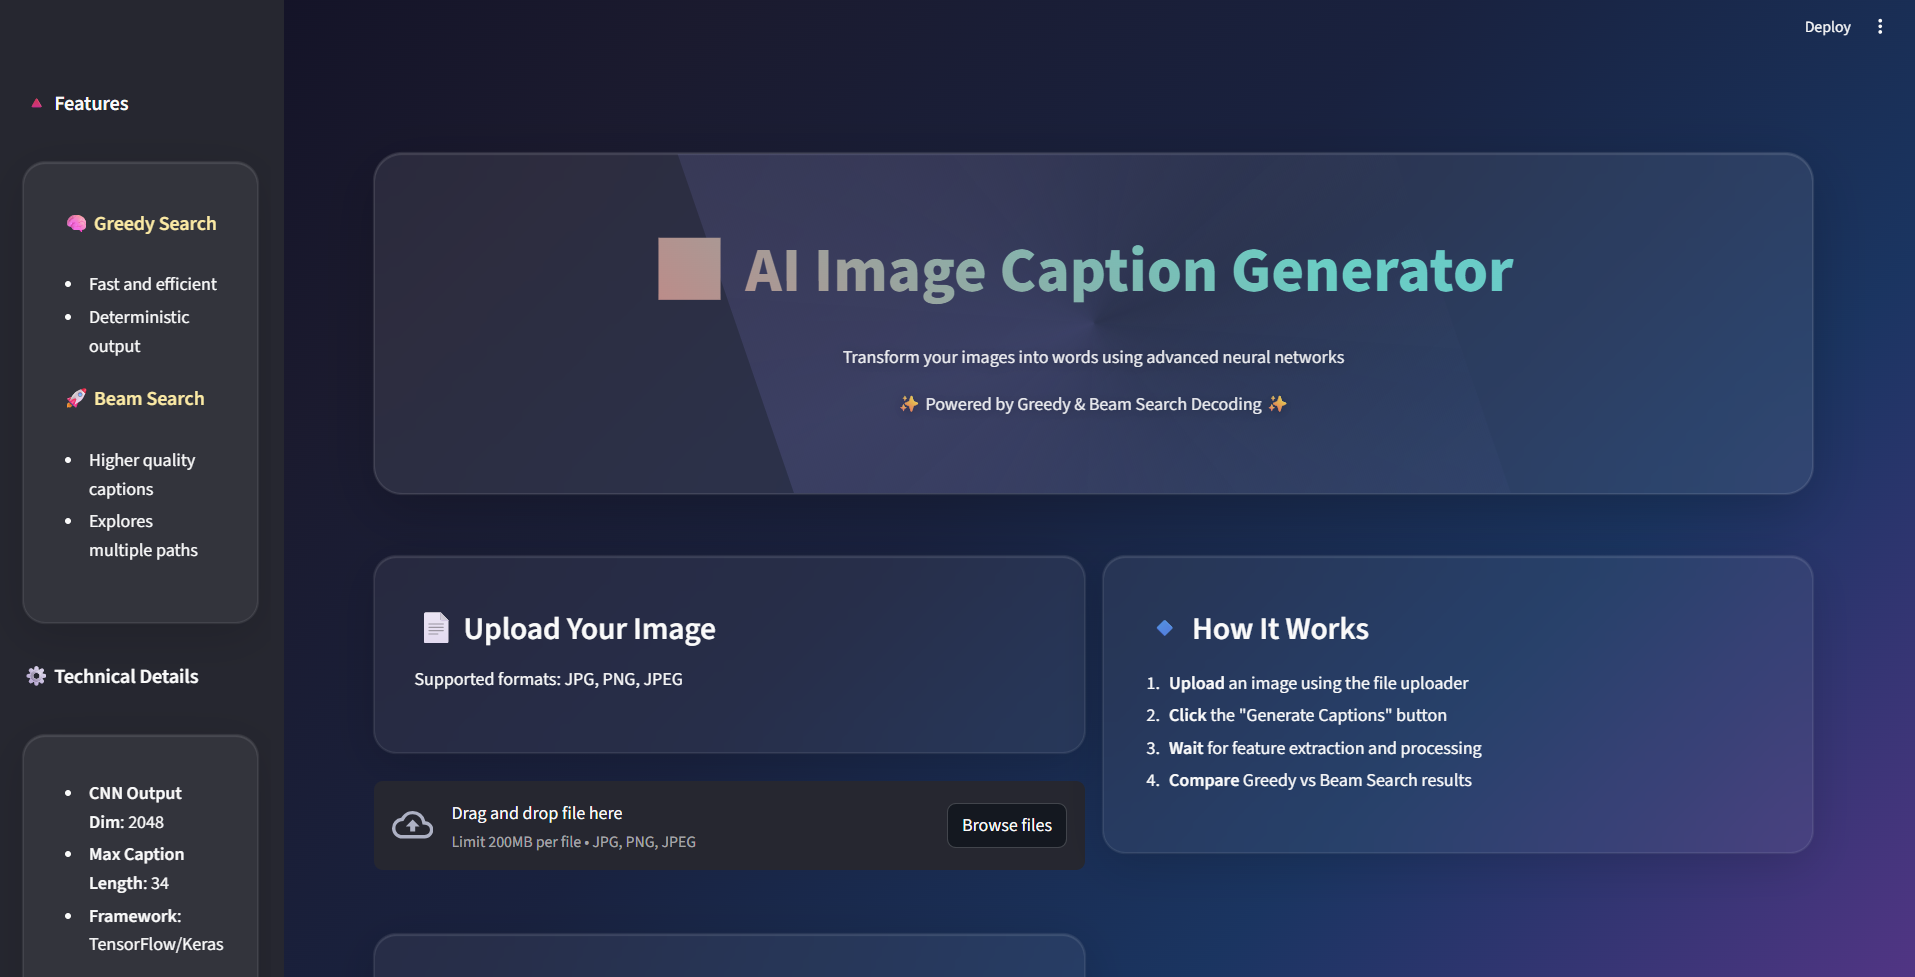 Deploy
Features
Greedy Search
Fast and efficient
Deterministic
output
Beam Search
Higher quality
captions
Explores
multiple paths
Technical Details
CNN Output
Dim: 2048
Max Caption
Length: 34
Framework:
TensorFlow/Keras
AI Image Caption Generator
Transform your images into words using advanced neural networks
✨ Powered by Greedy & Beam Search Decoding ✨
Upload Your Image
Supported formats: JPG, PNG, JPEG
Drag and drop file here
Limit 200MB per file • JPG, PNG, JPEG
Browse files
How It Works
1. Upload an image using the file uploader
2. Click the "Generate Captions" button
3. Wait for feature extraction and processing
4. Compare Greedy vs Beam Search results